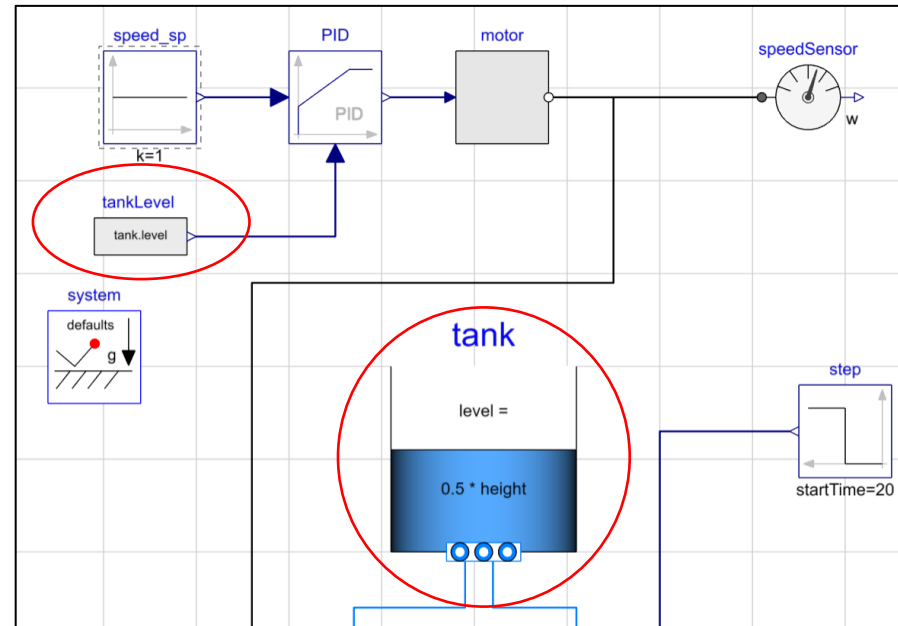 speed_sp
PID
motor
speedSensor
PID
w
k=1
tankLevel
tank.level
system
defaults
g
tank
step
level =
0.5 * height
startTime=20